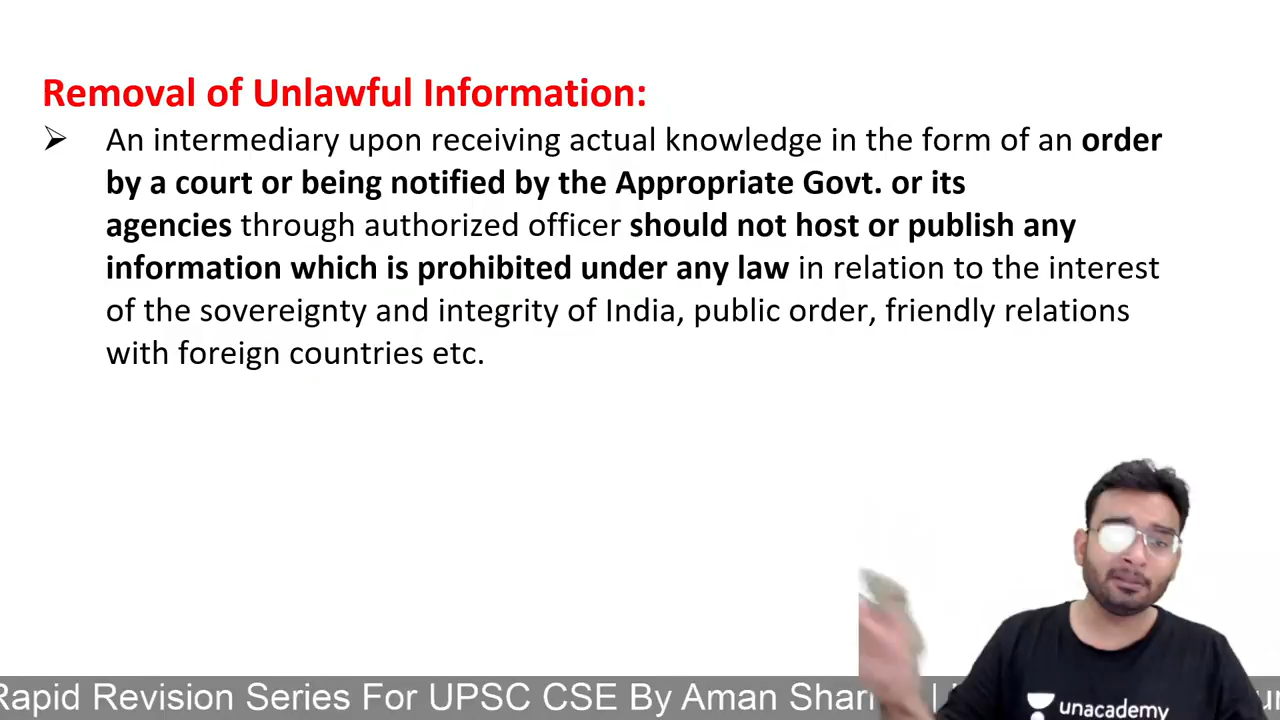 Removal of Unlawful Information:
➢ An intermediary upon receiving actual knowledge in the form of an order
by a court or being notified by the Appropriate Govt. or its
agencies through authorized officer should not host or publish any
information which is prohibited under any law in relation to the interest
of the sovereignty and integrity of India, public order, friendly relations
with foreign countries etc.
Rapid Revision Series For UPSC CSE By Aman
unacademy